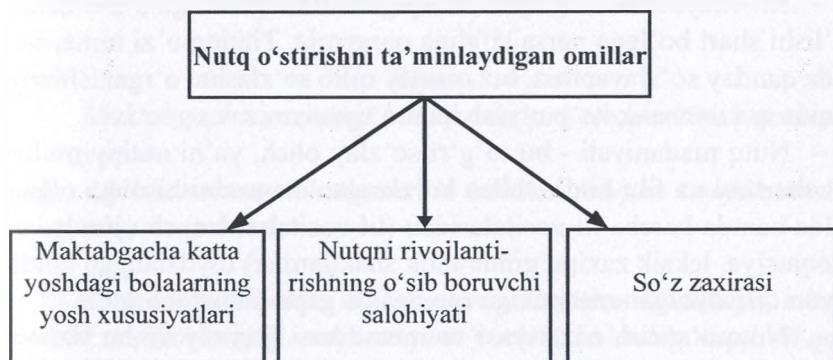 Nutq o‘stirishni ta’minlaydigan omillar
Maktabgacha katta
yoshdagi bolalarning
yosh xususiyatlari
Nutqni rivojlanti-
rishning o‘sib boruvchi
salohiyati
So‘z zaxirasi